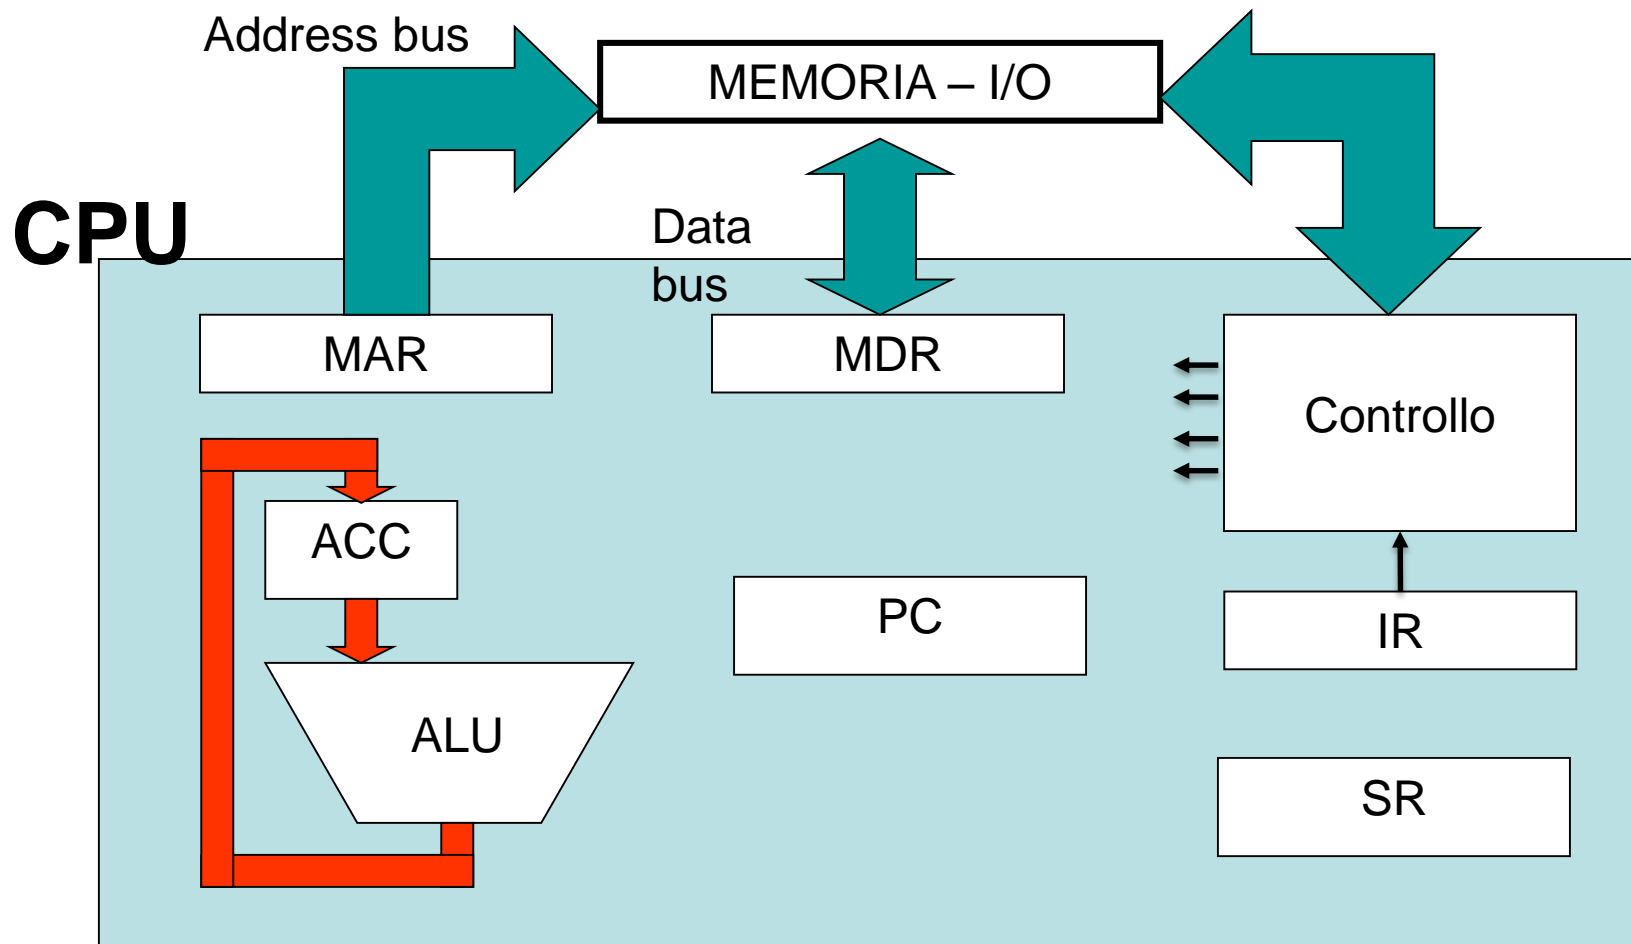 Address bus
MEMORIA – I/O
CPU
Data
bus
MAR
MDR
Controllo
ACC
PC
IR
ALU
SR